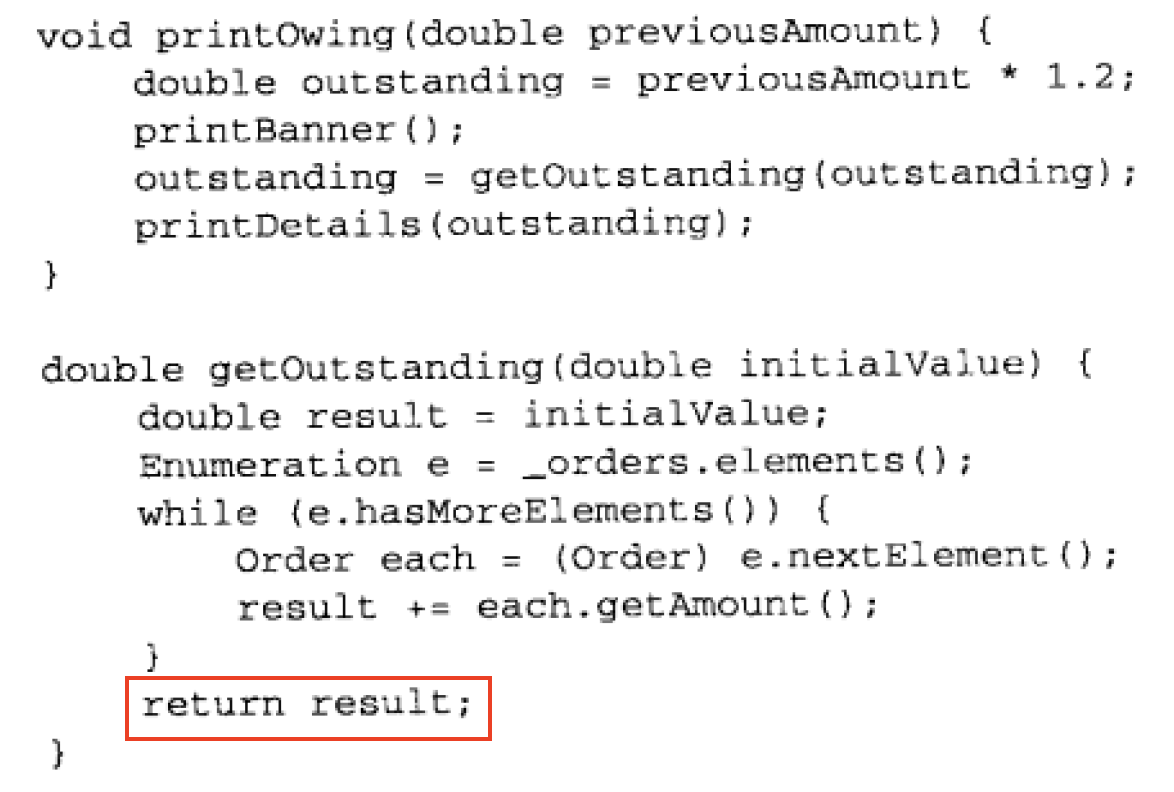 void printOwing(double previousAmount) {
    double outstanding = previousAmount * 1.2;
    printBanner();
    outstanding = getOutstanding(outstanding);
    printDetails(outstanding);
}

double getOutstanding(double initialValue) {
    double result = initialValue;
    Enumeration e = _orders.elements();
    while (e.hasMoreElements()) {
        Order each = (Order) e.nextElement();
        result += each.getAmount();
    }
    return result;
}